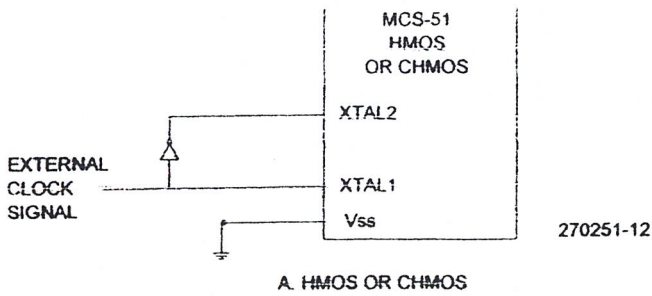 MCS-51
HMOS
OR CHMOS
XTAL2
EXTERNAL
CLOCK
SIGNAL
XTAL1
Vss
270251-12
A. HMOS OR CHMOS